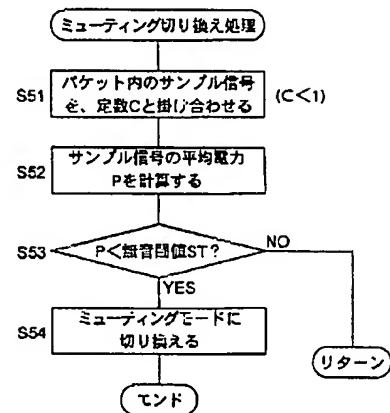 ミューティング切り換え処理
S51
パケット内のサンプル信号
を、定数Cと掛け合わせる
(C<1)
S52
サンプル信号の平均電力
Pを計算する
S53
P<無音閾値ST?
NO
YES
S54
ミューティングモードに
切り換える
リターン
エンド